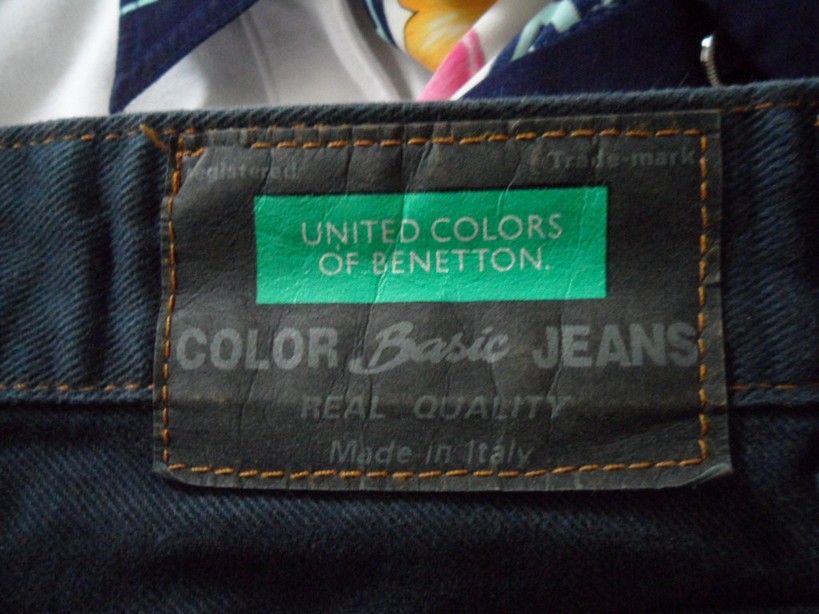 registered Trade-mark
UNITED COLORS
OF BENETTON.
COLOR Basic JEANS
REAL QUALITY
Made in Italy